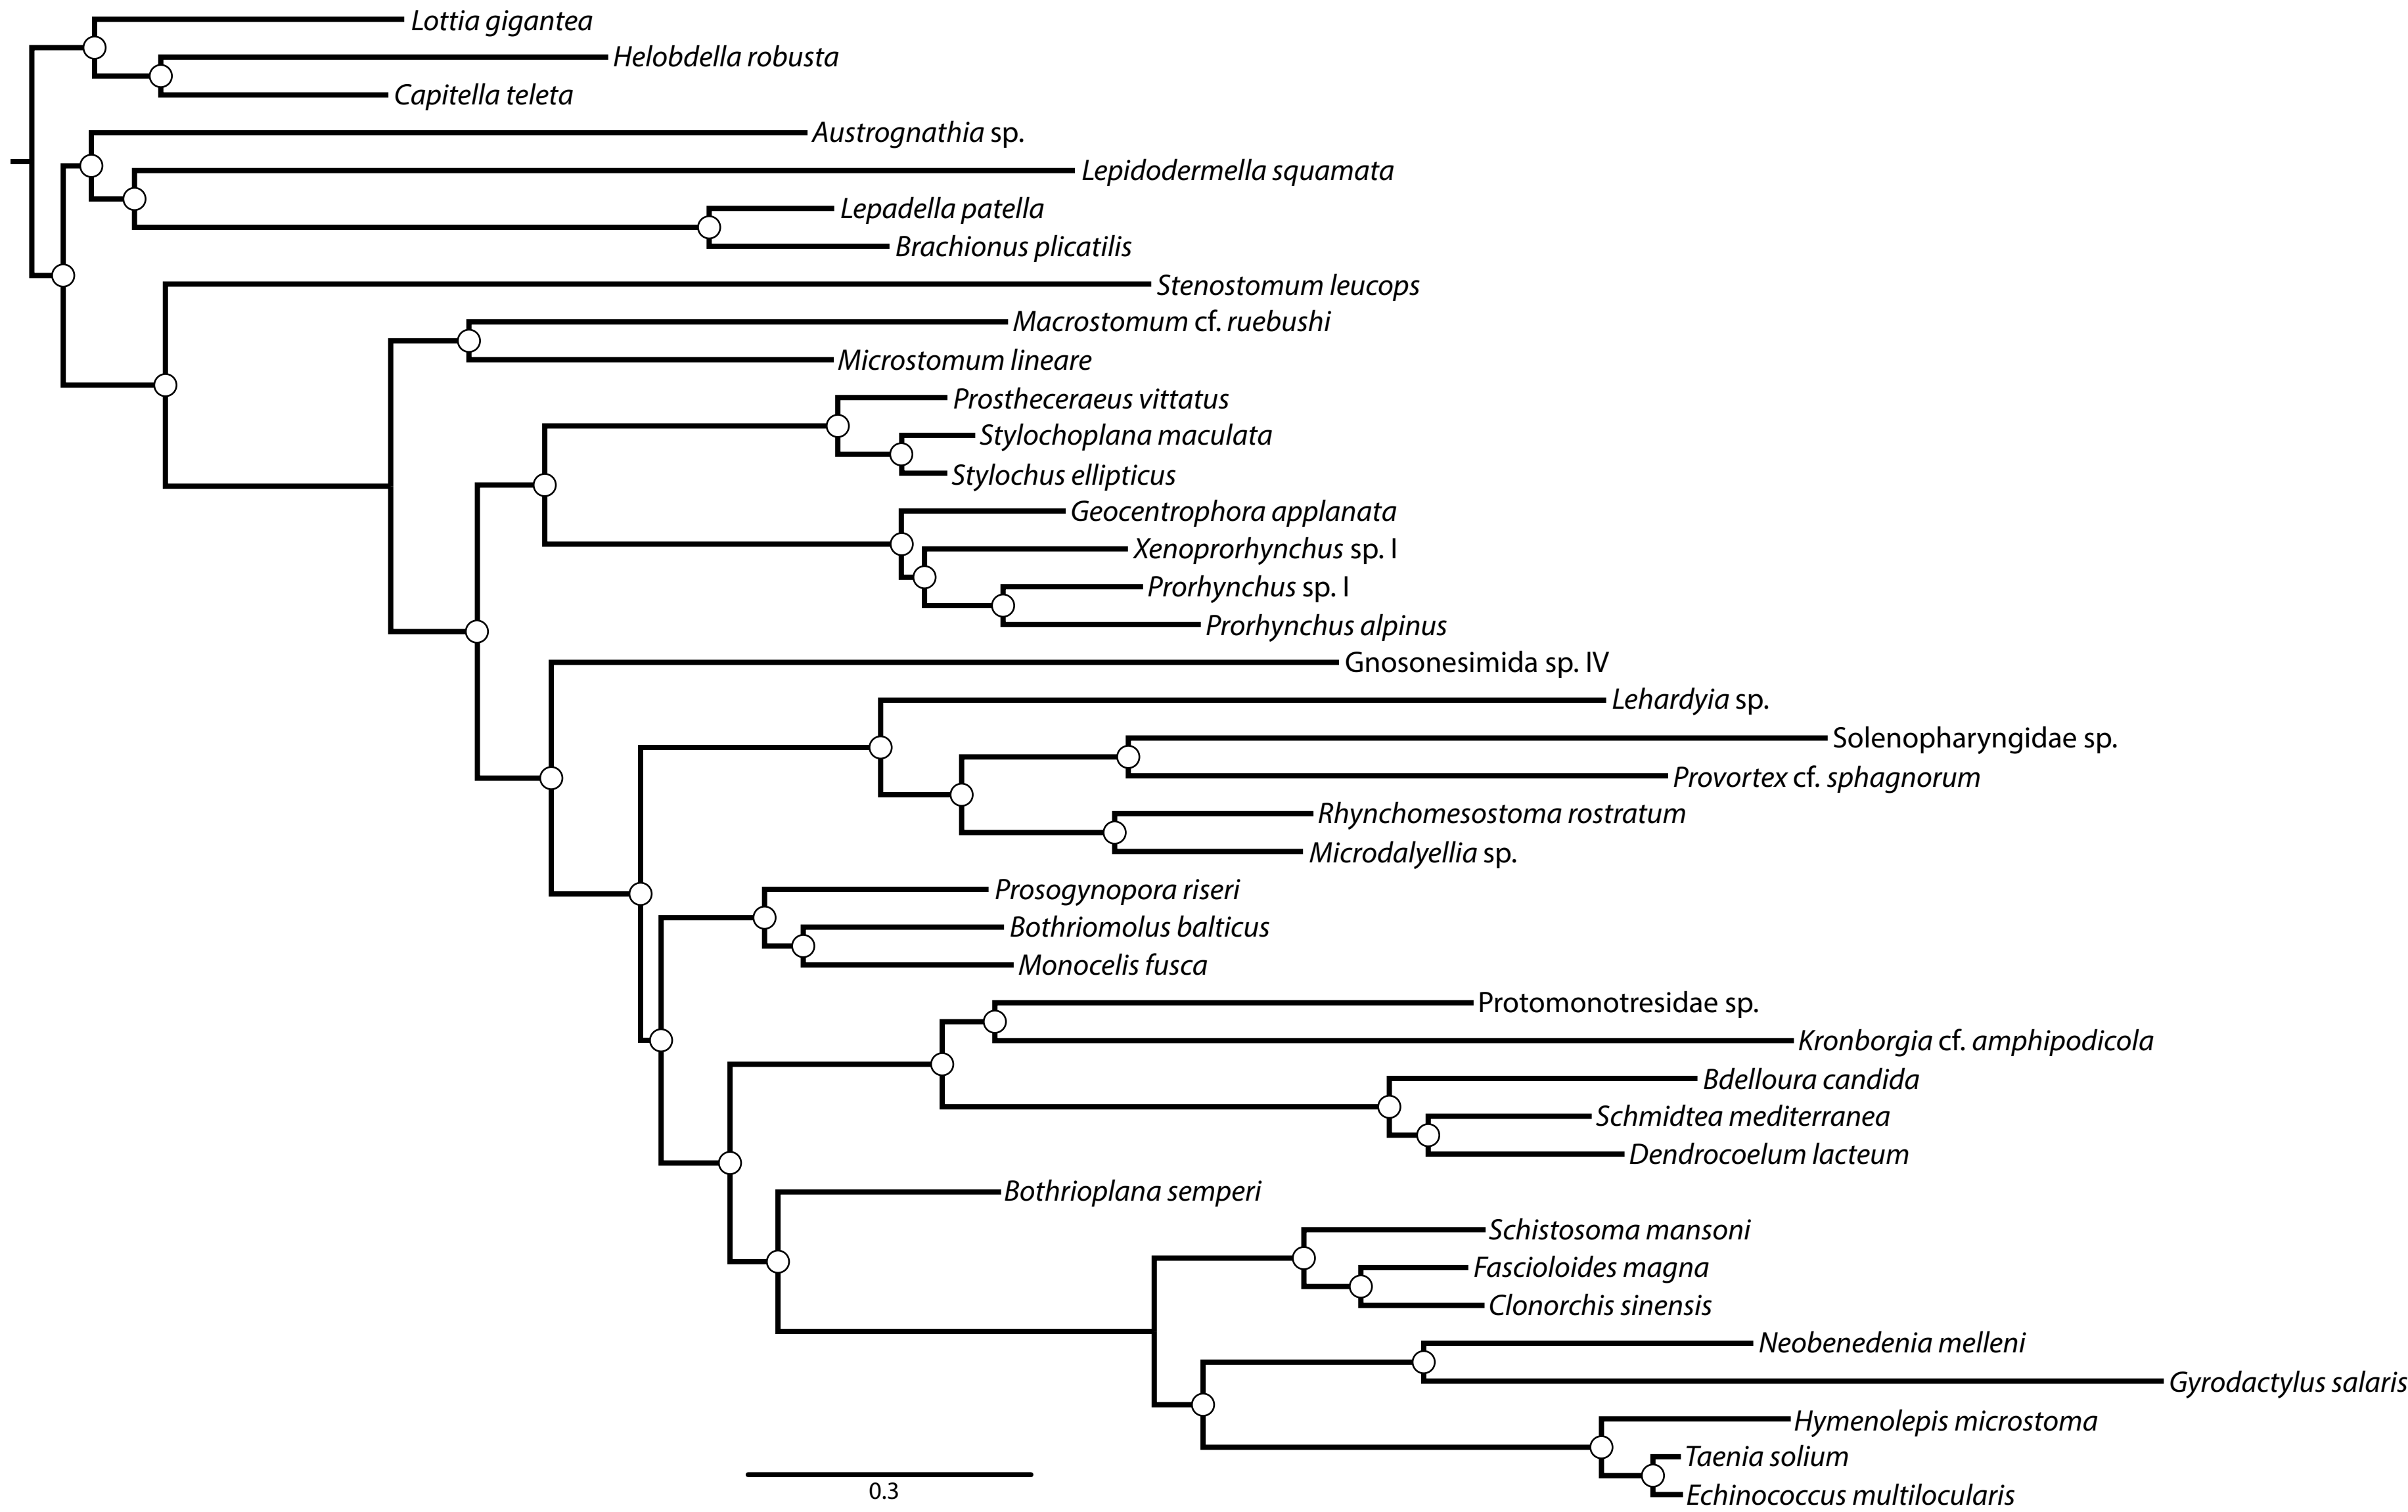 Lottia gigantea
Helobdella robusta
Capitella teleta
Austrognathia sp.
Lepidodermella squamata
Lepadella patella
Brachionus plicatilis
Stenostomum leucops
Macrostomum cf. ruebushi
Microstomum lineare
Prostheceraeus vittatus
Stylochoplana maculata
Stylochus ellipticus
Geocentrophora applanata
Xenoprorhynchus sp. I
Prorhynchus sp. I
Prorhynchus alpinus
Gnosonesimida sp. IV
Lehardyia sp.
Solenopharyngidae sp.
Provortex cf. sphagnorum
Rhynchomesostoma rostratum
Microdalyellia sp.
Prosogynopora riseri
Bothriomolus balticus
Monocelis fusca
Protomonotresidae sp.
Kronborgia cf. amphipodicola
Bdelloura candida
Schmidtea mediterranea
Dendrocoelum lacteum
Bothrioplana semperi
Schistosoma mansoni
Fascioloides magna
Clonorchis sinensis
Neobenedenia melleni
Gyrodactylus salaris
Hymenolepis microstoma
Taenia solium
Echinococcus multilocularis
0.3